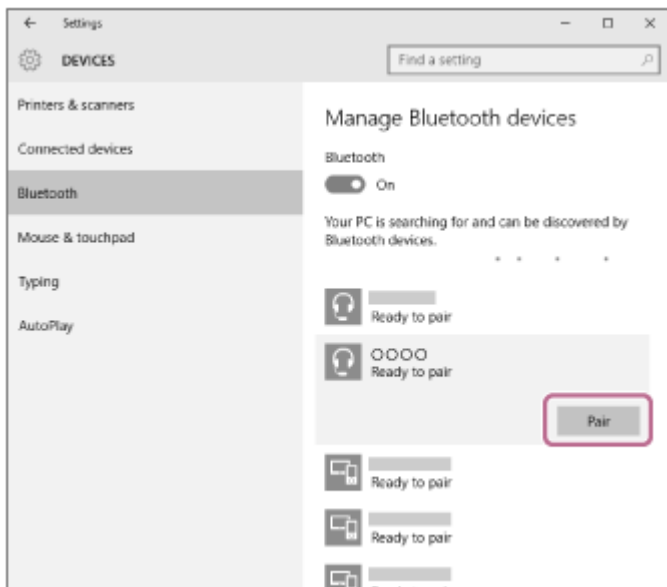 Settings
DEVICES
Find a setting
Printers & scanners
Connected devices
Bluetooth
Mouse & touchpad
Typing
AutoPlay
Manage Bluetooth devices
Bluetooth
On
Your PC is searching for and can be discovered by
Bluetooth devices.
Ready to pair
OOOO
Ready to pair
Pair
Ready to pair
Ready to pair